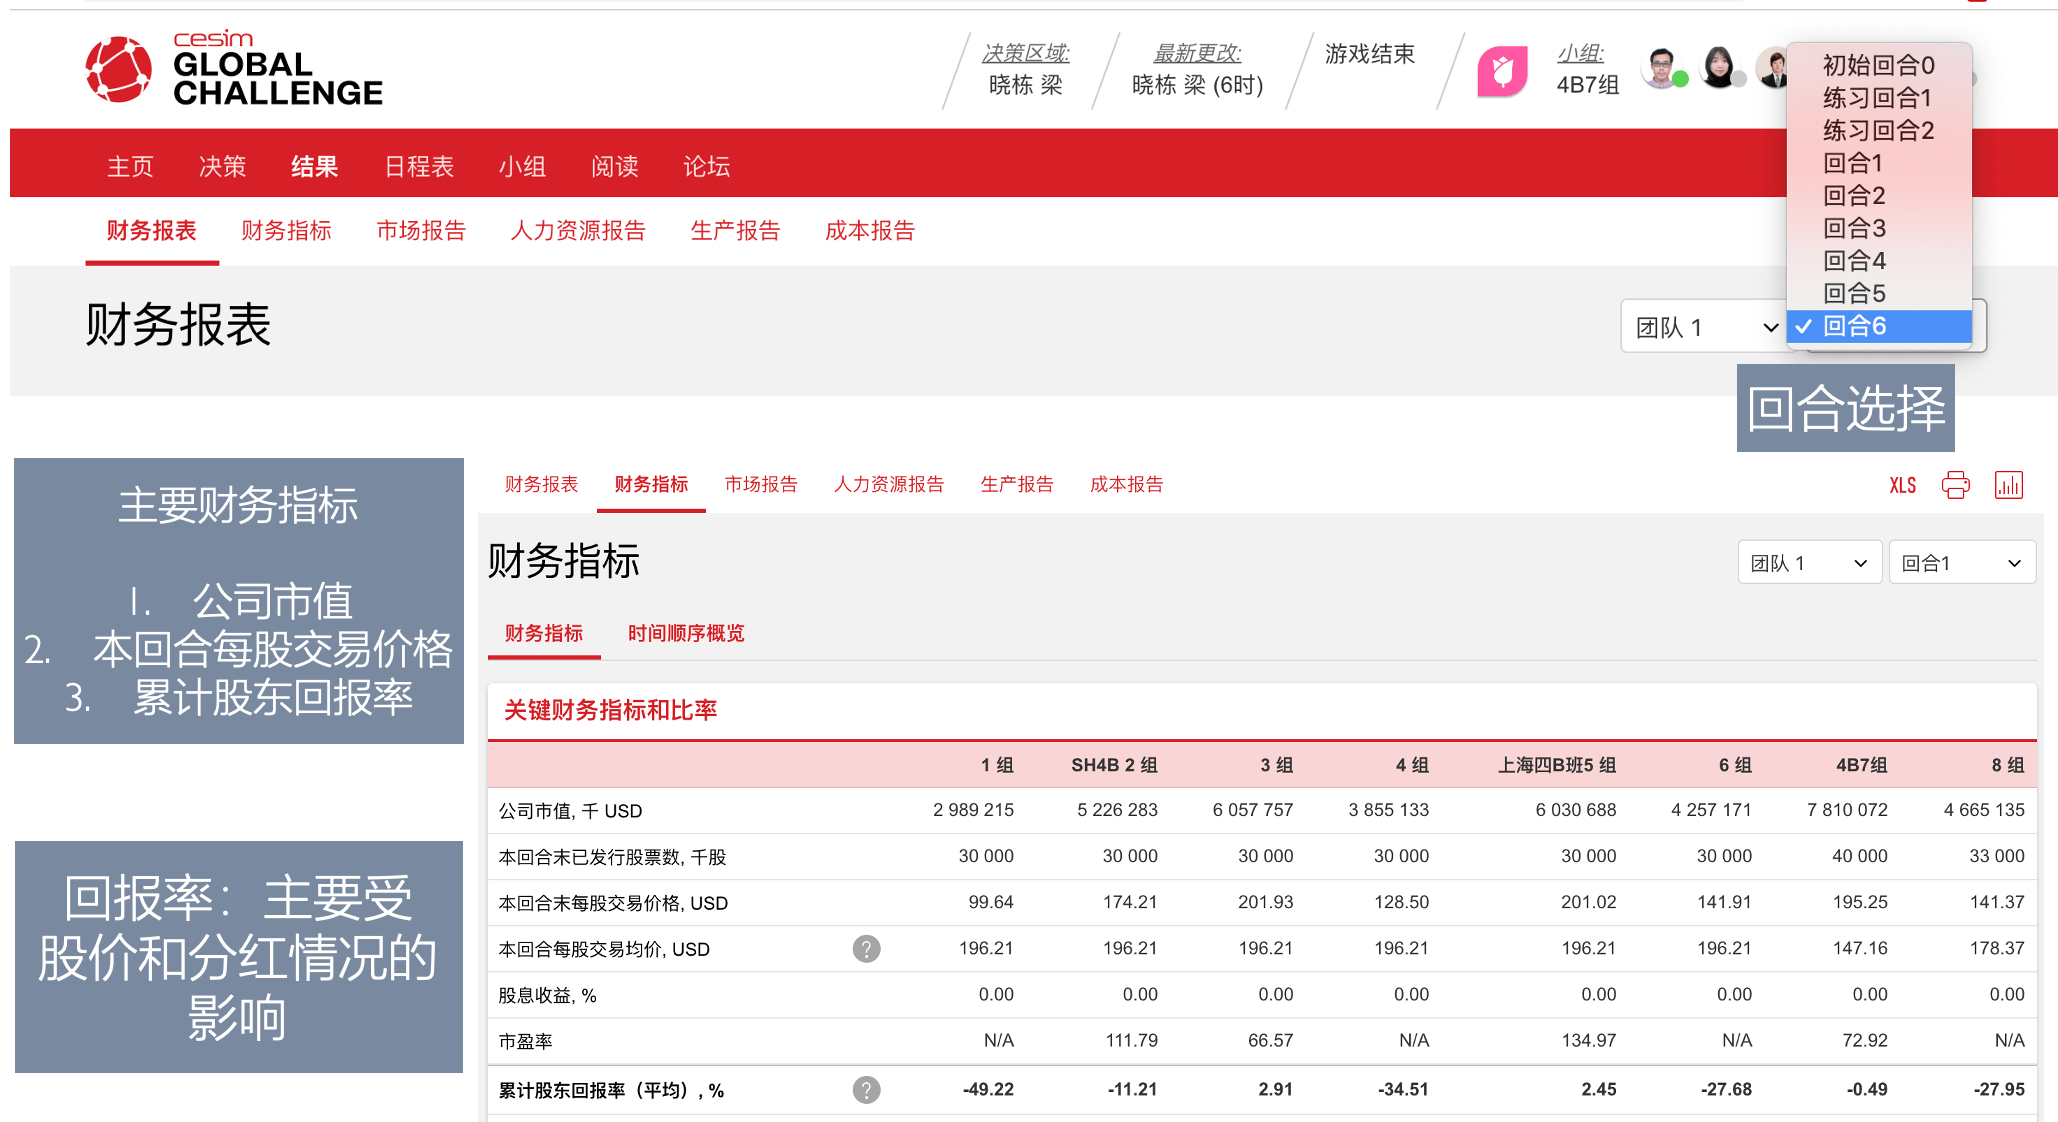 cesim
GLOBAL
CHALLENGE
决策区域:
晓栋 梁
最新更改:
晓栋 梁 (6时)
游戏结束
小组:
4B7组
初始回合0
练习回合1
练习回合2
回合1
回合2
回合3
回合4
回合5
✓ 回合6
主页 决策 结果 日程表 小组 阅读 论坛
财务报表 财务指标 市场报告 人力资源报告 生产报告 成本报告
财务报表
团队 1
回合选择
主要财务指标
1. 公司市值
2. 本回合每股交易价格
3. 累计股东回报率
回报率：主要受
股价和分红情况的
影响
财务报表 财务指标 市场报告 人力资源报告 生产报告 成本报告 XLS
财务指标
团队 1 回合1
财务指标 时间顺序概览
关键财务指标和比率
1 组 SH4B 2 组 3 组 4 组 上海四B班5 组 6 组 4B7组 8 组
公司市值, 千 USD 2 989 215 5 226 283 6 057 757 3 855 133 6 030 688 4 257 171 7 810 072 4 665 135
本回合末已发行股票数, 千股 30 000 30 000 30 000 30 000 30 000 30 000 40 000 33 000
本回合末每股交易价格, USD 99.64 174.21 201.93 128.50 201.02 141.91 195.25 141.37
本回合每股交易均价, USD ? 196.21 196.21 196.21 196.21 196.21 196.21 147.16 178.37
股息收益, % 0.00 0.00 0.00 0.00 0.00 0.00 0.00 0.00
市盈率 N/A 111.79 66.57 N/A 134.97 N/A 72.92 N/A
累计股东回报率（平均）, % ? -49.22 -11.21 2.91 -34.51 2.45 -27.68 -0.49 -27.95